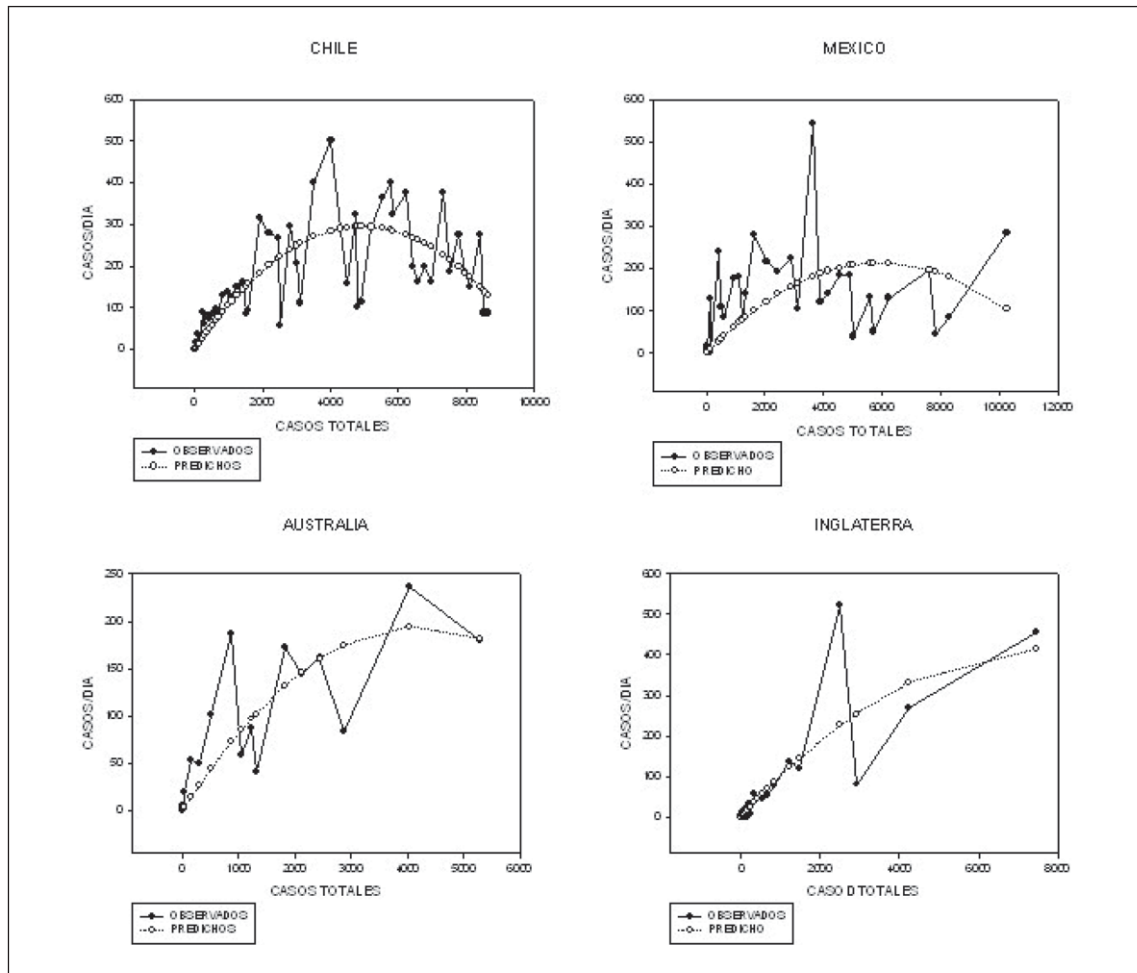 CHILE
600
500
400
300
200
100
0
CASOS/DIA
0 2000 4000 6000 8000 10000
CASOS TOTALES
OBSERVADOS
PREDICHOS
MEXICO
600
500
400
300
200
100
0
CASOS/DIA
0 2000 4000 6000 8000 10000 12000
CASOS TOTALES
OBSERVADOS
PREDICHO
AUSTRALIA
250
200
150
100
50
0
CASOS/DIA
0 1000 2000 3000 4000 5000 6000
CASOS TOTALES
OBSERVADOS
PREDICHOS
INGLATERRA
600
500
400
300
200
100
0
CASOS/DIA
0 2000 4000 6000 8000
CASO D TOTALES
OBSERVADOS
PREDICHO